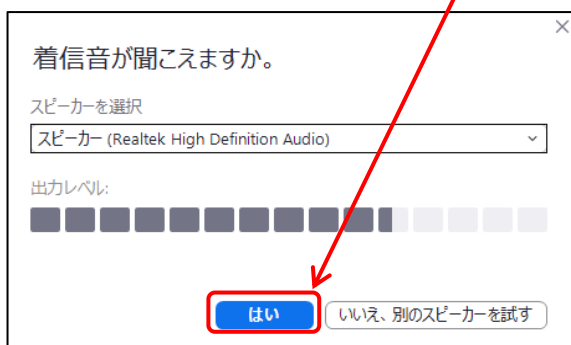 着信音が聞こえますか。
スピーカーを選択
スピーカー (Realtek High Definition Audio)
出力レベル:
はい
いいえ、別のスピーカーを試す